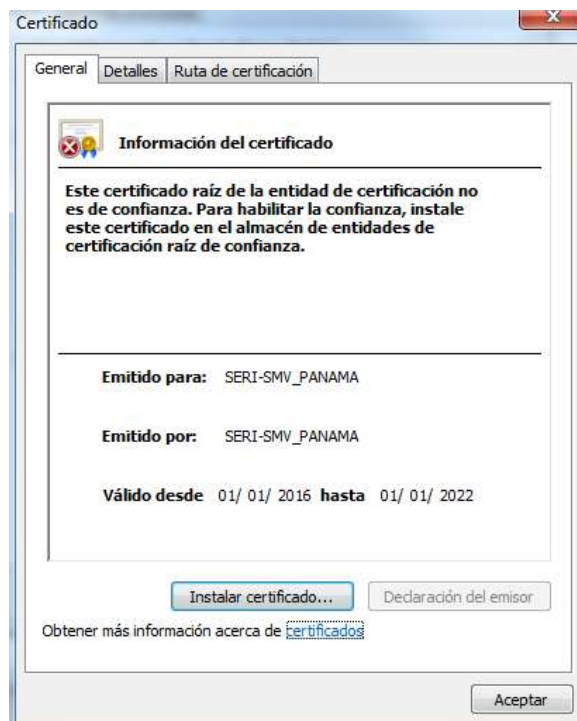 Certificado
General Detalles Ruta de certificación
Información del certificado
Este certificado raíz de la entidad de certificación no
es de confianza. Para habilitar la confianza, instale
este certificado en el almacén de entidades de
certificación raíz de confianza.
Emitido para: SERI-SMV_PANAMA
Emitido por: SERI-SMV_PANAMA
Válido desde 01/ 01/ 2016 hasta 01/ 01/ 2022
Instalar certificado... Declaración del emisor
Obtener más información acerca de certificados
Aceptar